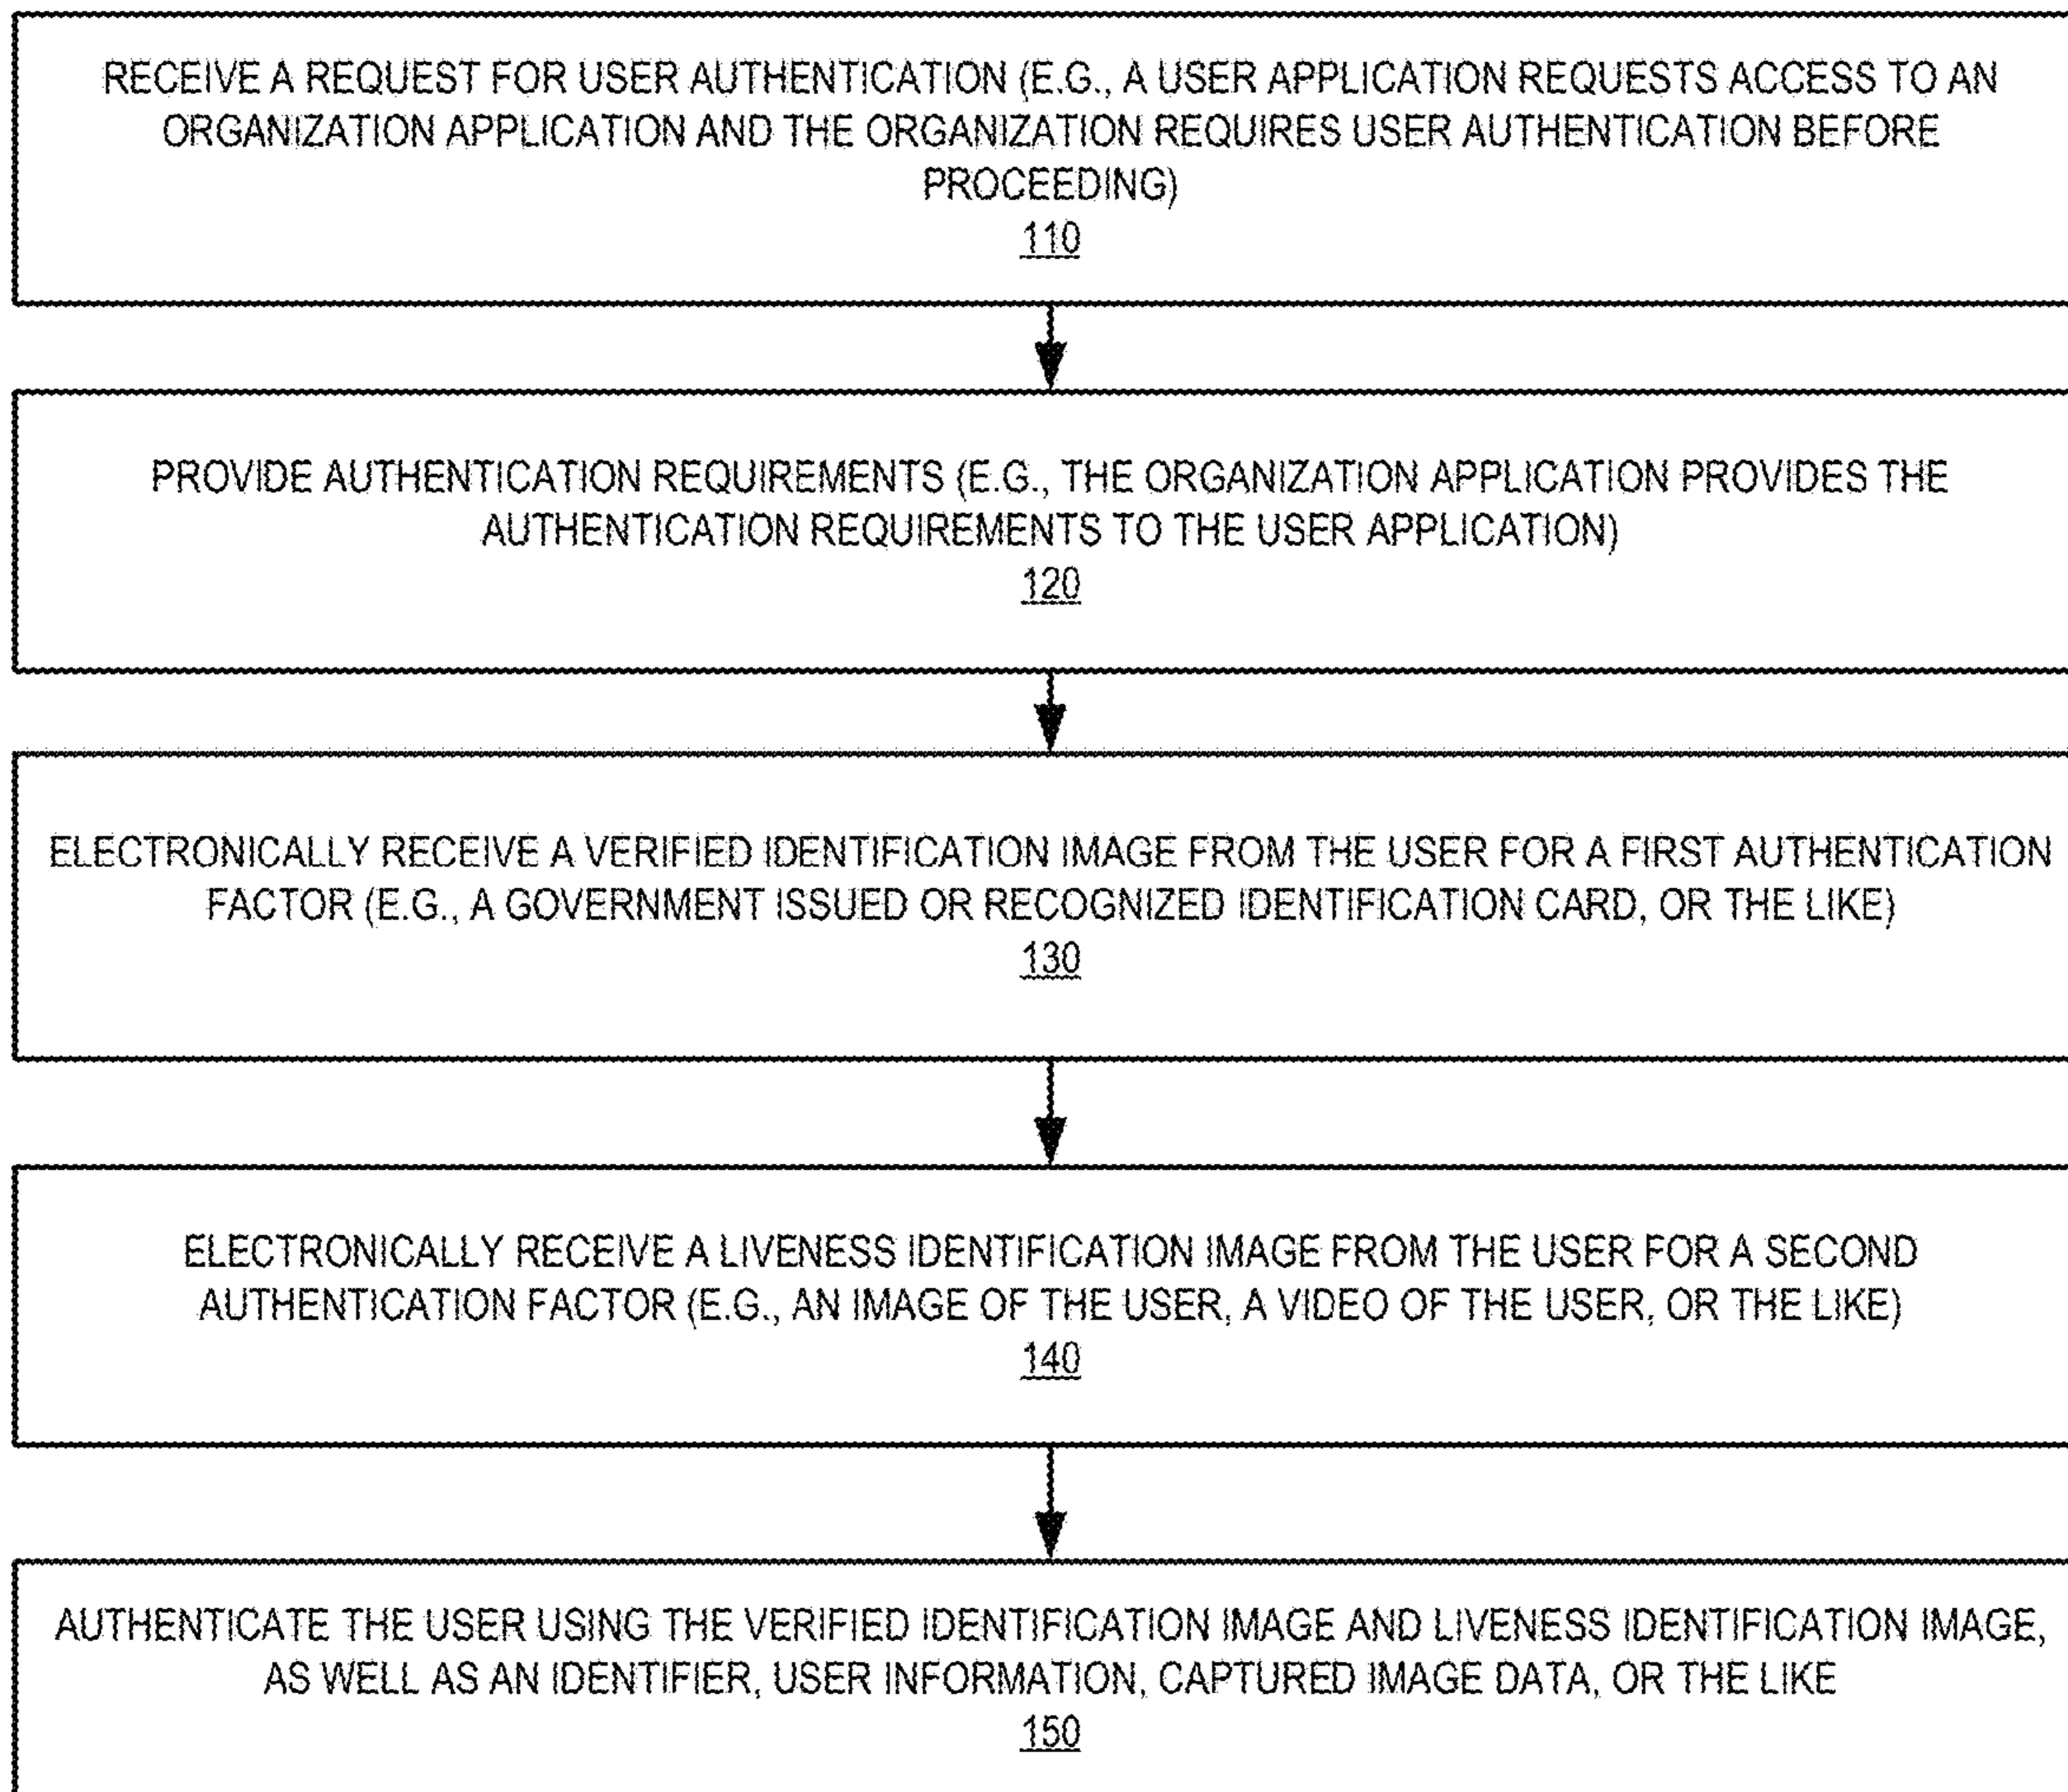 RECEIVE A REQUEST FOR USER AUTHENTICATION (E.G., A USER APPLICATION REQUESTS ACCESS TO AN
ORGANIZATION APPLICATION AND THE ORGANIZATION REQUIRES USER AUTHENTICATION BEFORE
PROCEEDING)
110
PROVIDE AUTHENTICATION REQUIREMENTS (E.G., THE ORGANIZATION APPLICATION PROVIDES THE
AUTHENTICATION REQUIREMENTS TO THE USER APPLICATION)
120
ELECTRONICALLY RECEIVE A VERIFIED IDENTIFICATION IMAGE FROM THE USER FOR A FIRST AUTHENTICATION
FACTOR (E.G., A GOVERNMENT ISSUED OR RECOGNIZED IDENTIFICATION CARD, OR THE LIKE)
130
ELECTRONICALLY RECEIVE A LIVENESS IDENTIFICATION IMAGE FROM THE USER FOR A SECOND
AUTHENTICATION FACTOR (E.G., AN IMAGE OF THE USER, A VIDEO OF THE USER, OR THE LIKE)
140
AUTHENTICATE THE USER USING THE VERIFIED IDENTIFICATION IMAGE AND LIVENESS IDENTIFICATION IMAGE,
AS WELL AS AN IDENTIFIER, USER INFORMATION, CAPTURED IMAGE DATA, OR THE LIKE
150